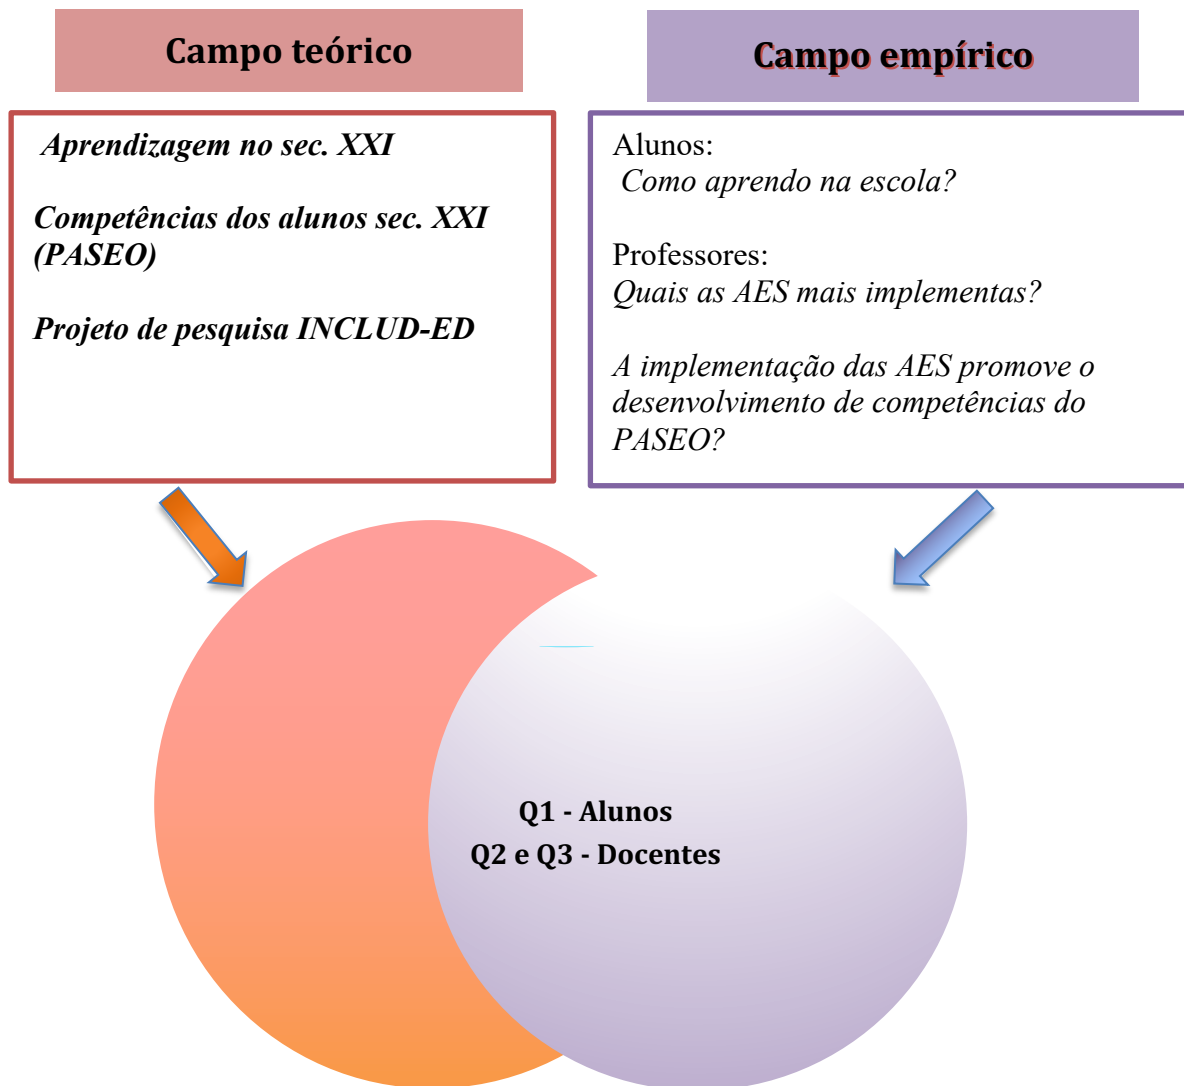 Campo teórico
Aprendizagem no sec. XXI
Competências dos alunos sec. XXI
(PASEO)
Projeto de pesquisa INCLUD-ED
Campo empírico
Alunos:
Como aprendo na escola?
Professores:
Quais as AES mais implementas?
A implementação das AES promove o
desenvolvimento de competências do
PASEO?
Q1 - Alunos
Q2 e Q3 - Docentes